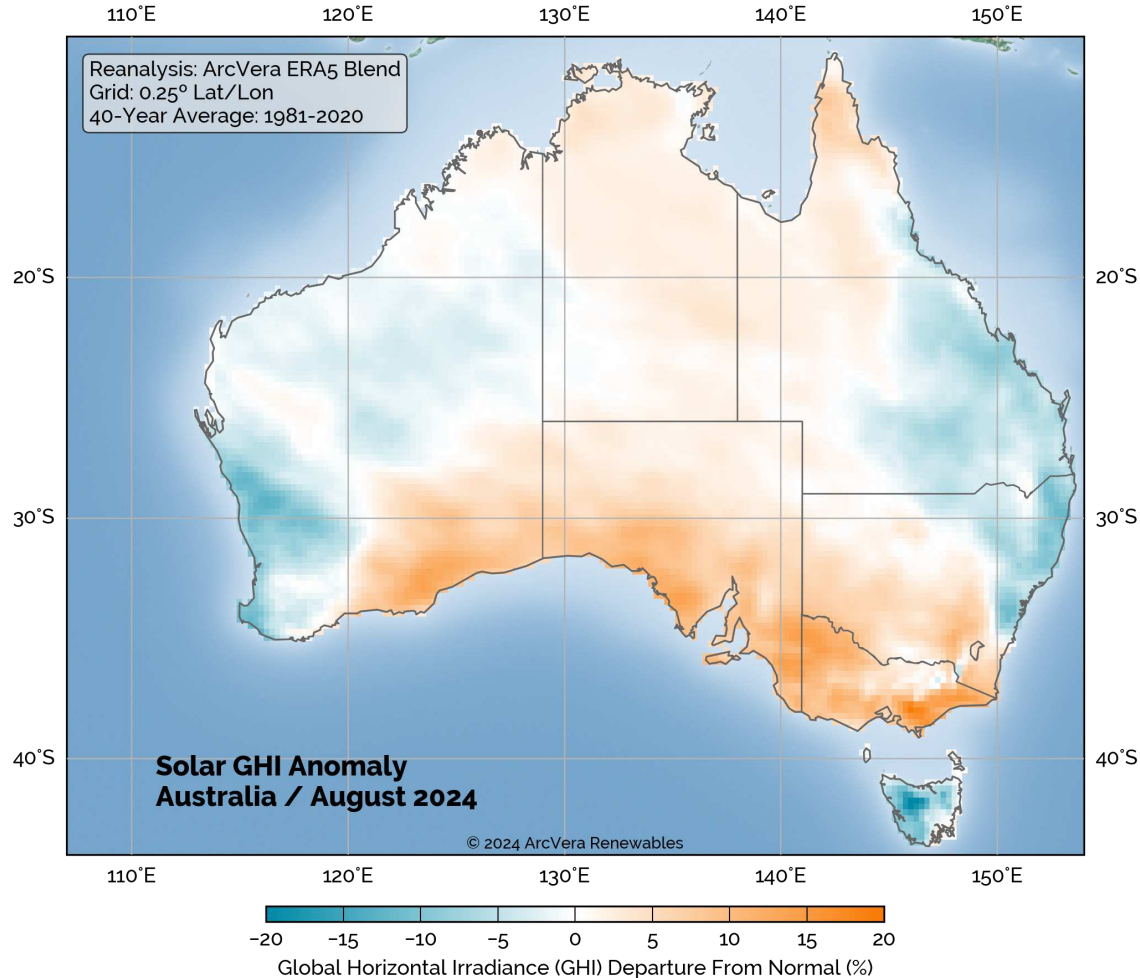 110°E 120°E 130°E 140°E 150°E
Reanalysis: ArcVera ERA5 Blend
Grid: 0.25º Lat/Lon
40-Year Average: 1981-2020
20°S 20°S
30°S 30°S
40°S 40°S
Solar GHI Anomaly
Australia / August 2024
© 2024 ArcVera Renewables
110°E 120°E 130°E 140°E 150°E
−20 −15 −10 −5 0 5 10 15 20
Global Horizontal Irradiance (GHI) Departure From Normal (%)